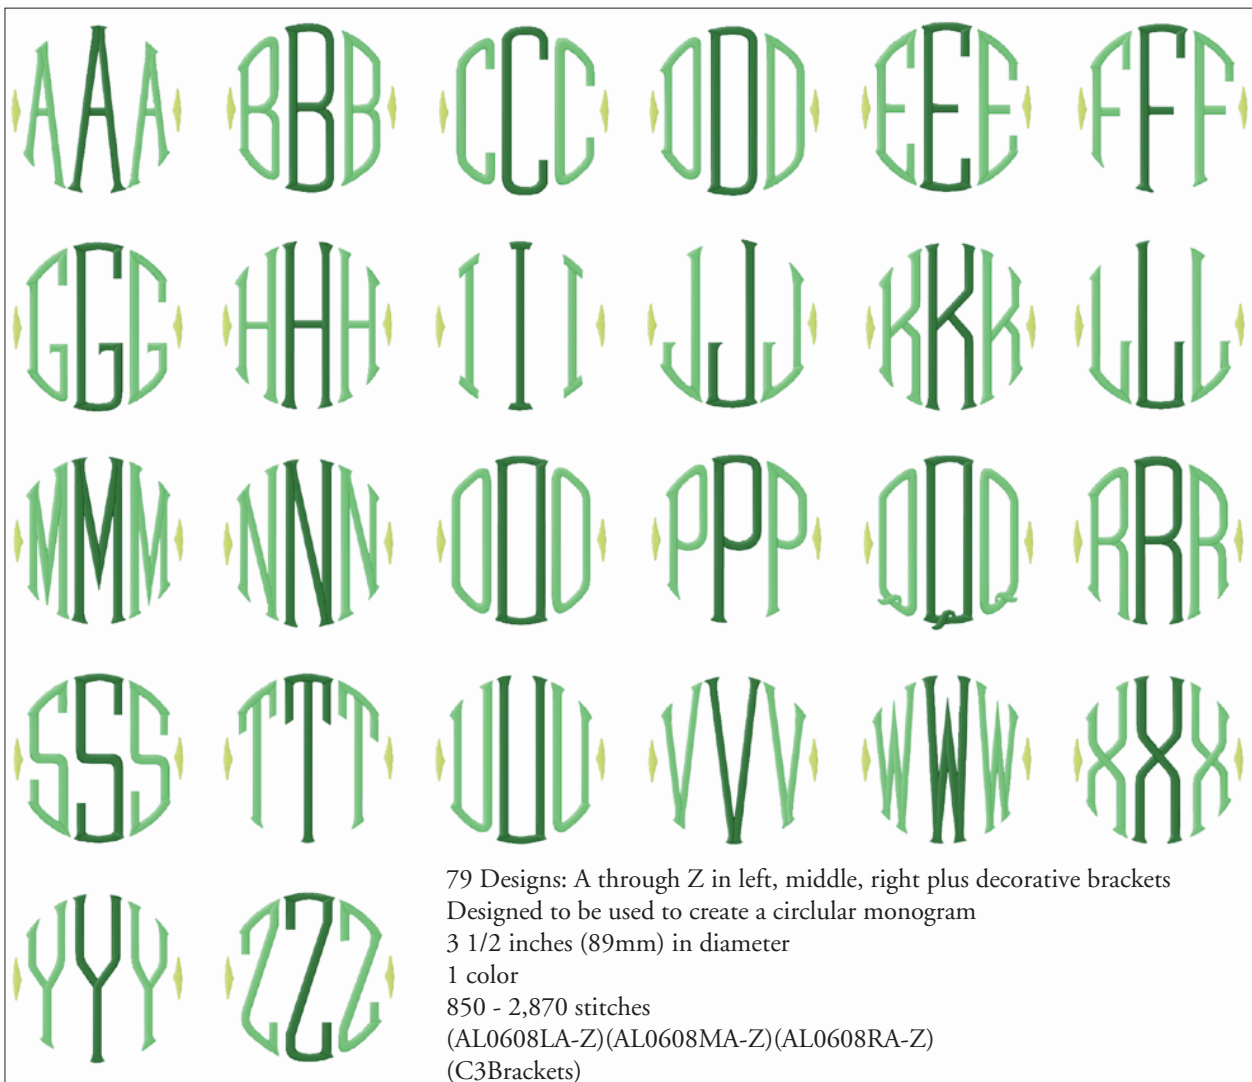 AAA BBB CCC DDD EEE FFF
GGG HHH III JJJ KKK LLL
MMM NNN OOO PPP QQQ RRR
SSS TTT UUU VVV WWW XXX
YYY ZZZ
79 Designs: A through Z in left, middle, right plus decorative brackets
Designed to be used to create a circlular monogram
3 1/2 inches (89mm) in diameter
1 color
850 - 2,870 stitches
(AL0608LA-Z)(AL0608MA-Z)(AL0608RA-Z)
(C3Brackets)